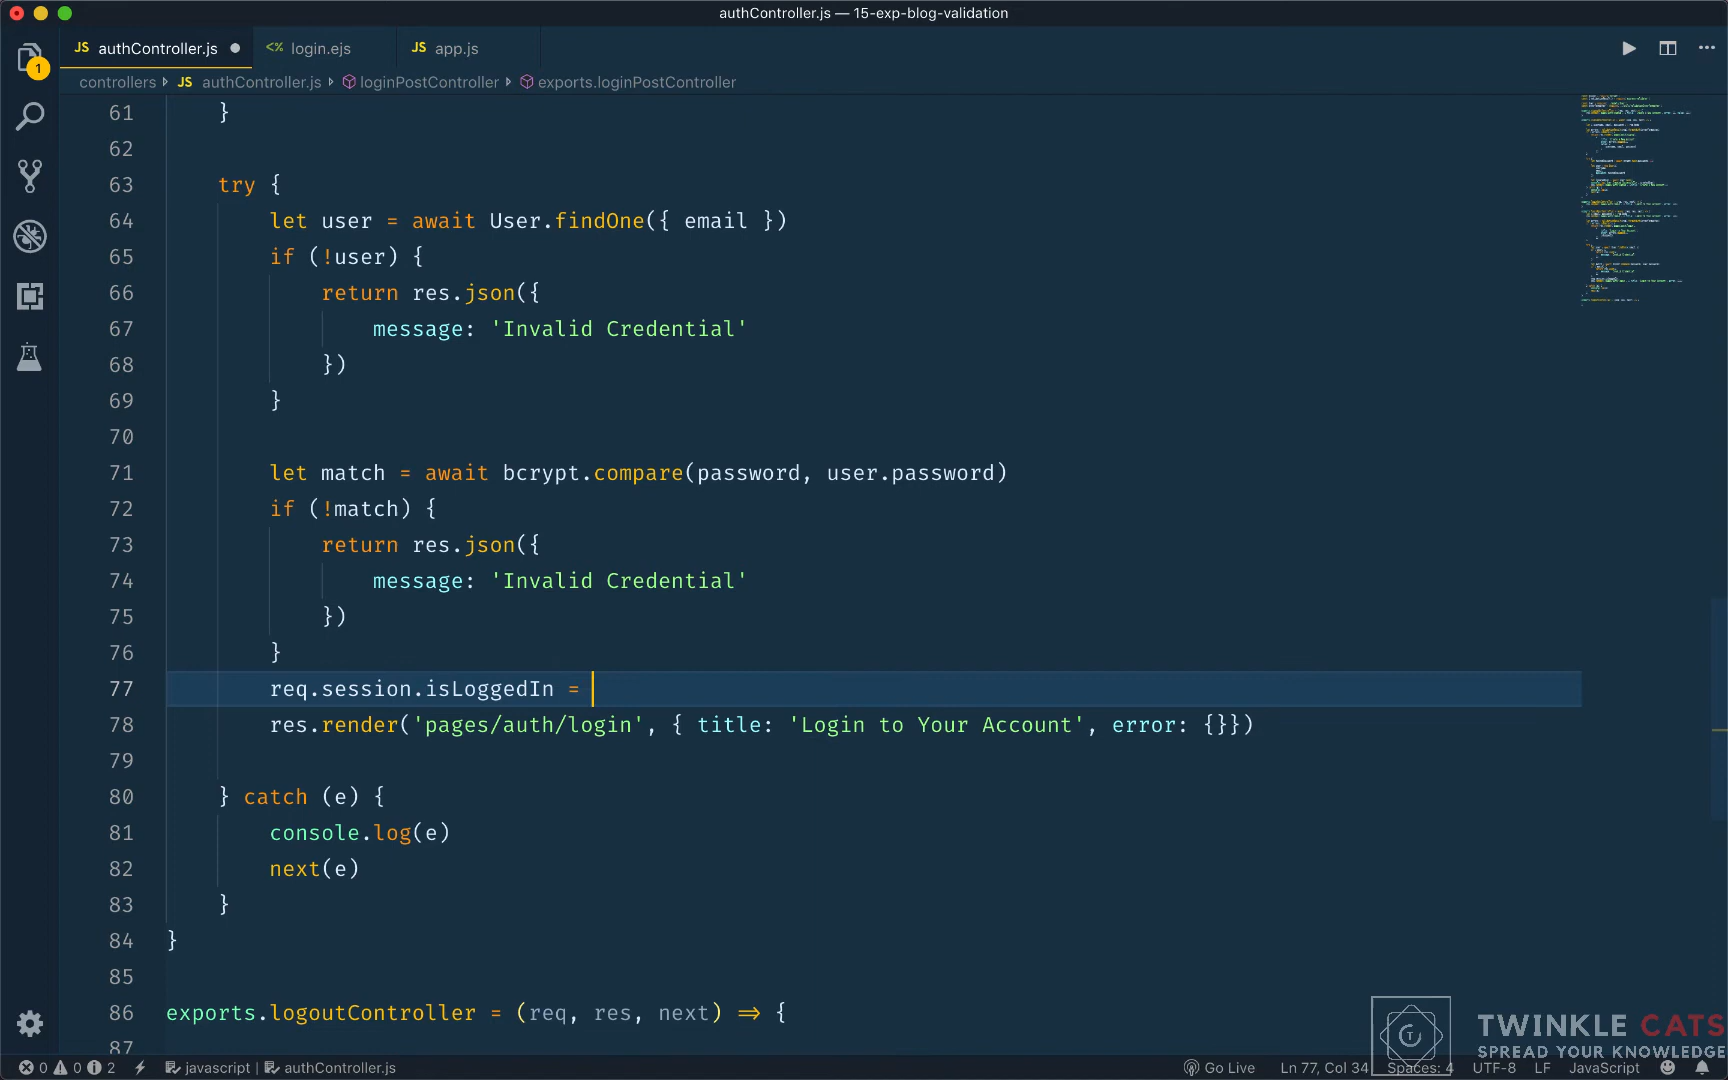 authController.js — 15-exp-blog-validation
JS authController.js ● <% login.ejs JS app.js
controllers JS authController.js loginPostController exports.loginPostController
1
61 }
62
63 try {
64 let user = await User.findOne({ email })
65 if (!user) {
66 return res.json({
67 message: 'Invalid Credential'
68 })
69 }
70
71 let match = await bcrypt.compare(password, user.password)
72 if (!match) {
73 return res.json({
74 message: 'Invalid Credential'
75 })
76 }
77 req.session.isLoggedIn =
78 res.render('pages/auth/login', { title: 'Login to Your Account', error: {}})
79
80 } catch (e) {
81 console.log(e)
82 next(e)
83 }
84 }
85
86 exports.logoutController = (req, res, next) => {
87
TWINKLE CATS
SPREAD YOUR KNOWLEDGE
0 0 2 javascript | authController.js Go Live Ln 77, Col 34 Spaces: 4 UTF-8 LF JavaScript